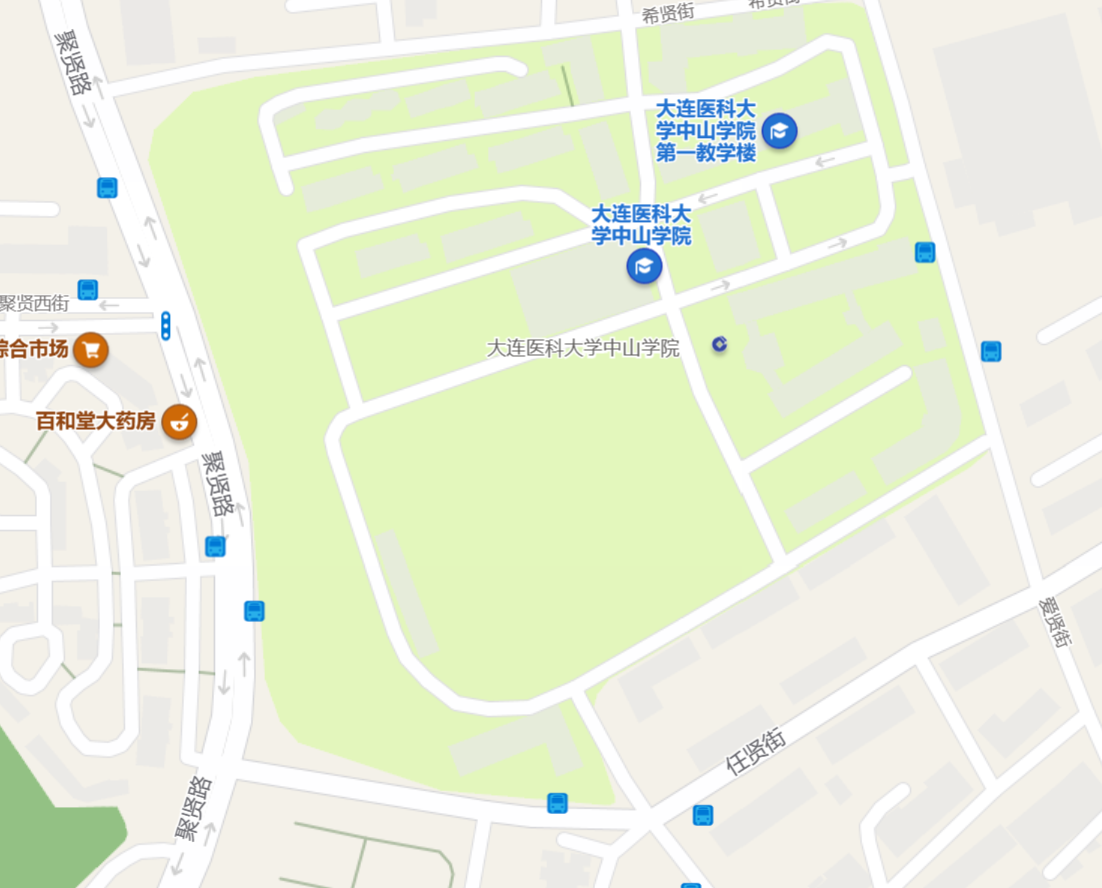 希贤街
希贤街
聚贤路
大连医科大
学中山学院
第一教学楼
大连医科大
学中山学院
聚贤西街
综合市场
大连医科大学中山学院
百和堂大药房
聚贤路
爱贤街
任贤街
聚贤路